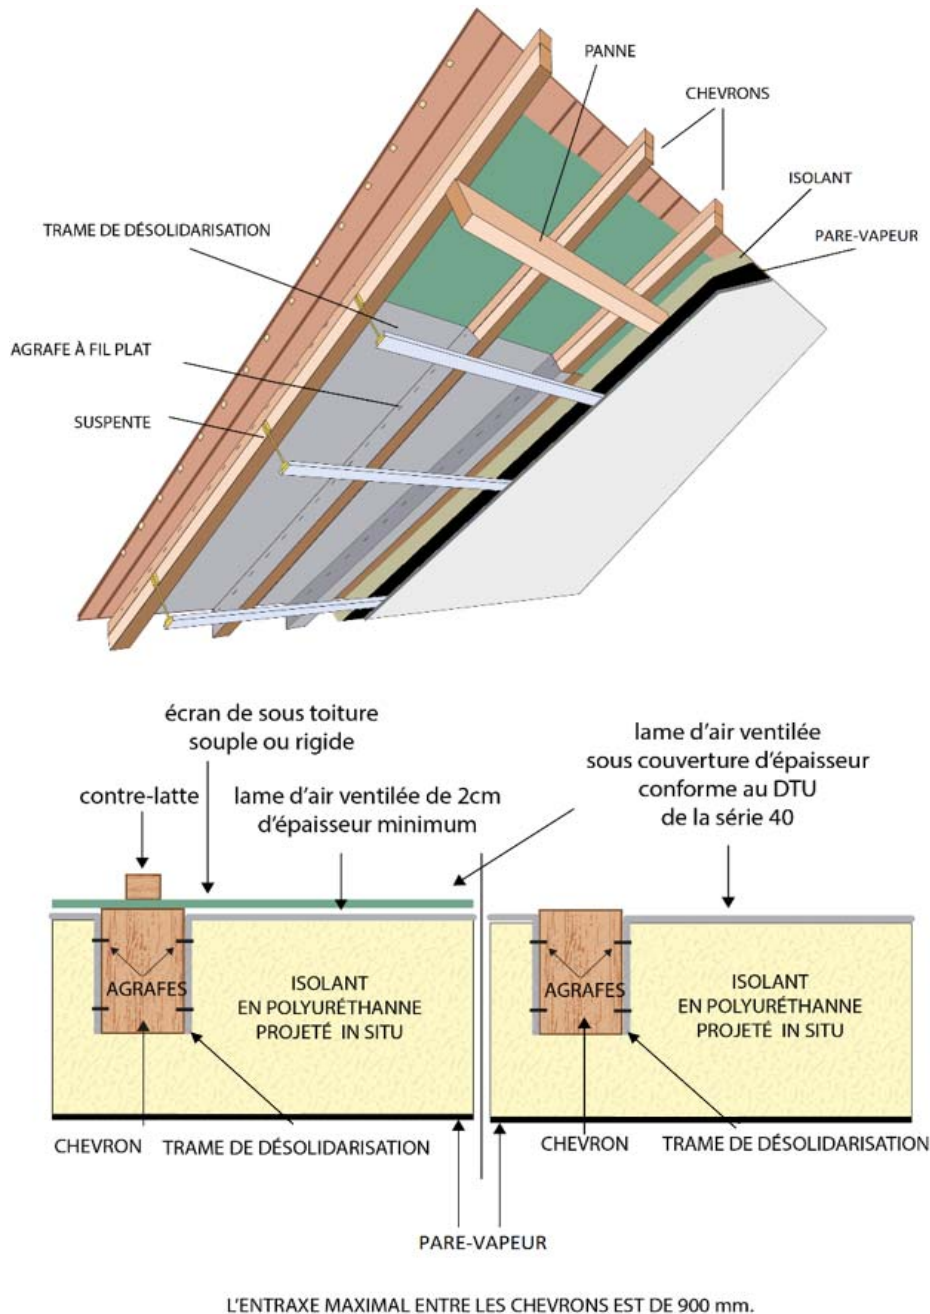 PANNE
CHEVRONS
ISOLANT
TRAME DE DÉSOLIDARISATION
PARE-VAPEUR
AGRAFE À FIL PLAT
SUSPENTE
écran de sous toiture
souple ou rigide
lame d'air ventilée
sous couverture d'épaisseur
conforme au DTU
de la série 40
contre-latte
lame d'air ventilée de 2cm
d'épaisseur minimum
AGRAFES
ISOLANT
EN POLYURÉTHANNE
PROJETÉ IN SITU
AGRAFES
ISOLANT
EN POLYURÉTHANNE
PROJETÉ IN SITU
CHEVRON
TRAME DE DÉSOLIDARISATION
CHEVRON
TRAME DE DÉSOLIDARISATION
PARE-VAPEUR
L'ENTRAXE MAXIMAL ENTRE LES CHEVRONS EST DE 900 mm.